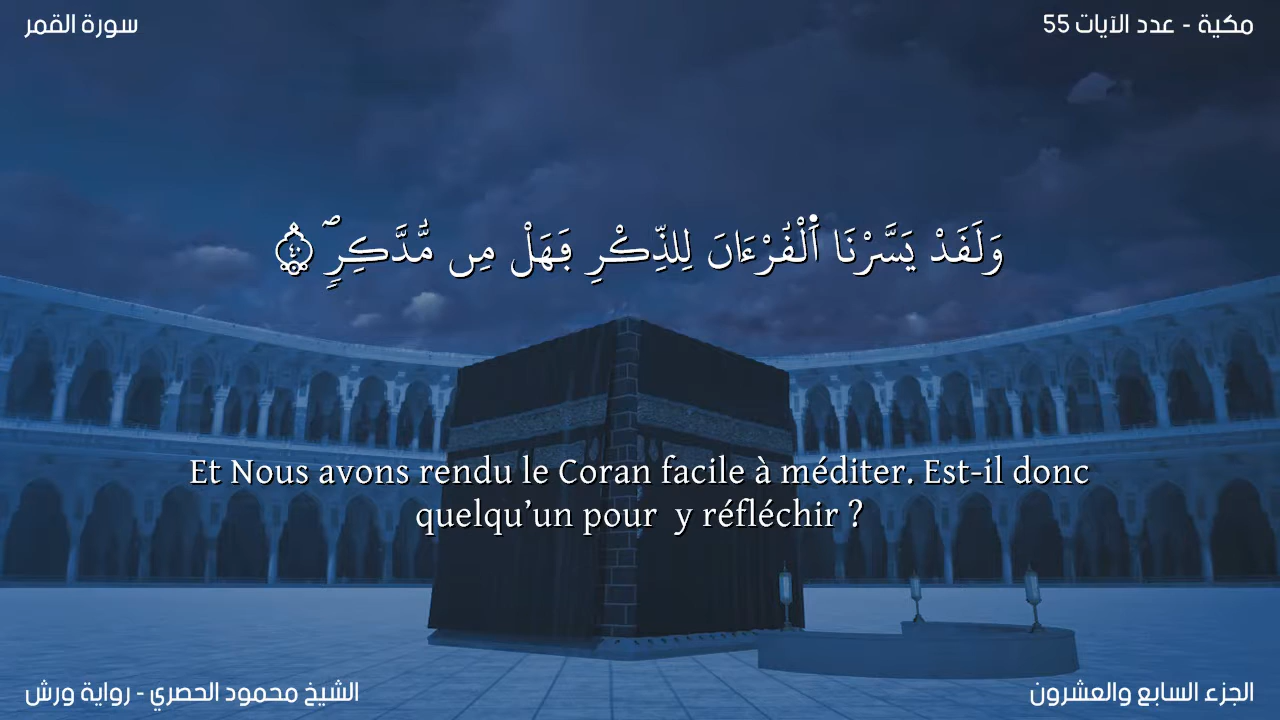 سورة القمر
مكية - عدد الآيات 55
وَلَفَدْ يَسَّرْنَا اَ۬لْفُرْءَانَ لِلذِّكْرِ فَهَلْ مِن مُّدَّكِرٖۖ ۝٤٠
Et Nous avons rendu le Coran facile à méditer. Est-il donc
quelqu’un pour  y réfléchir ?
الشيخ محمود الحصري - رواية ورش
الجزء السابع والعشرون